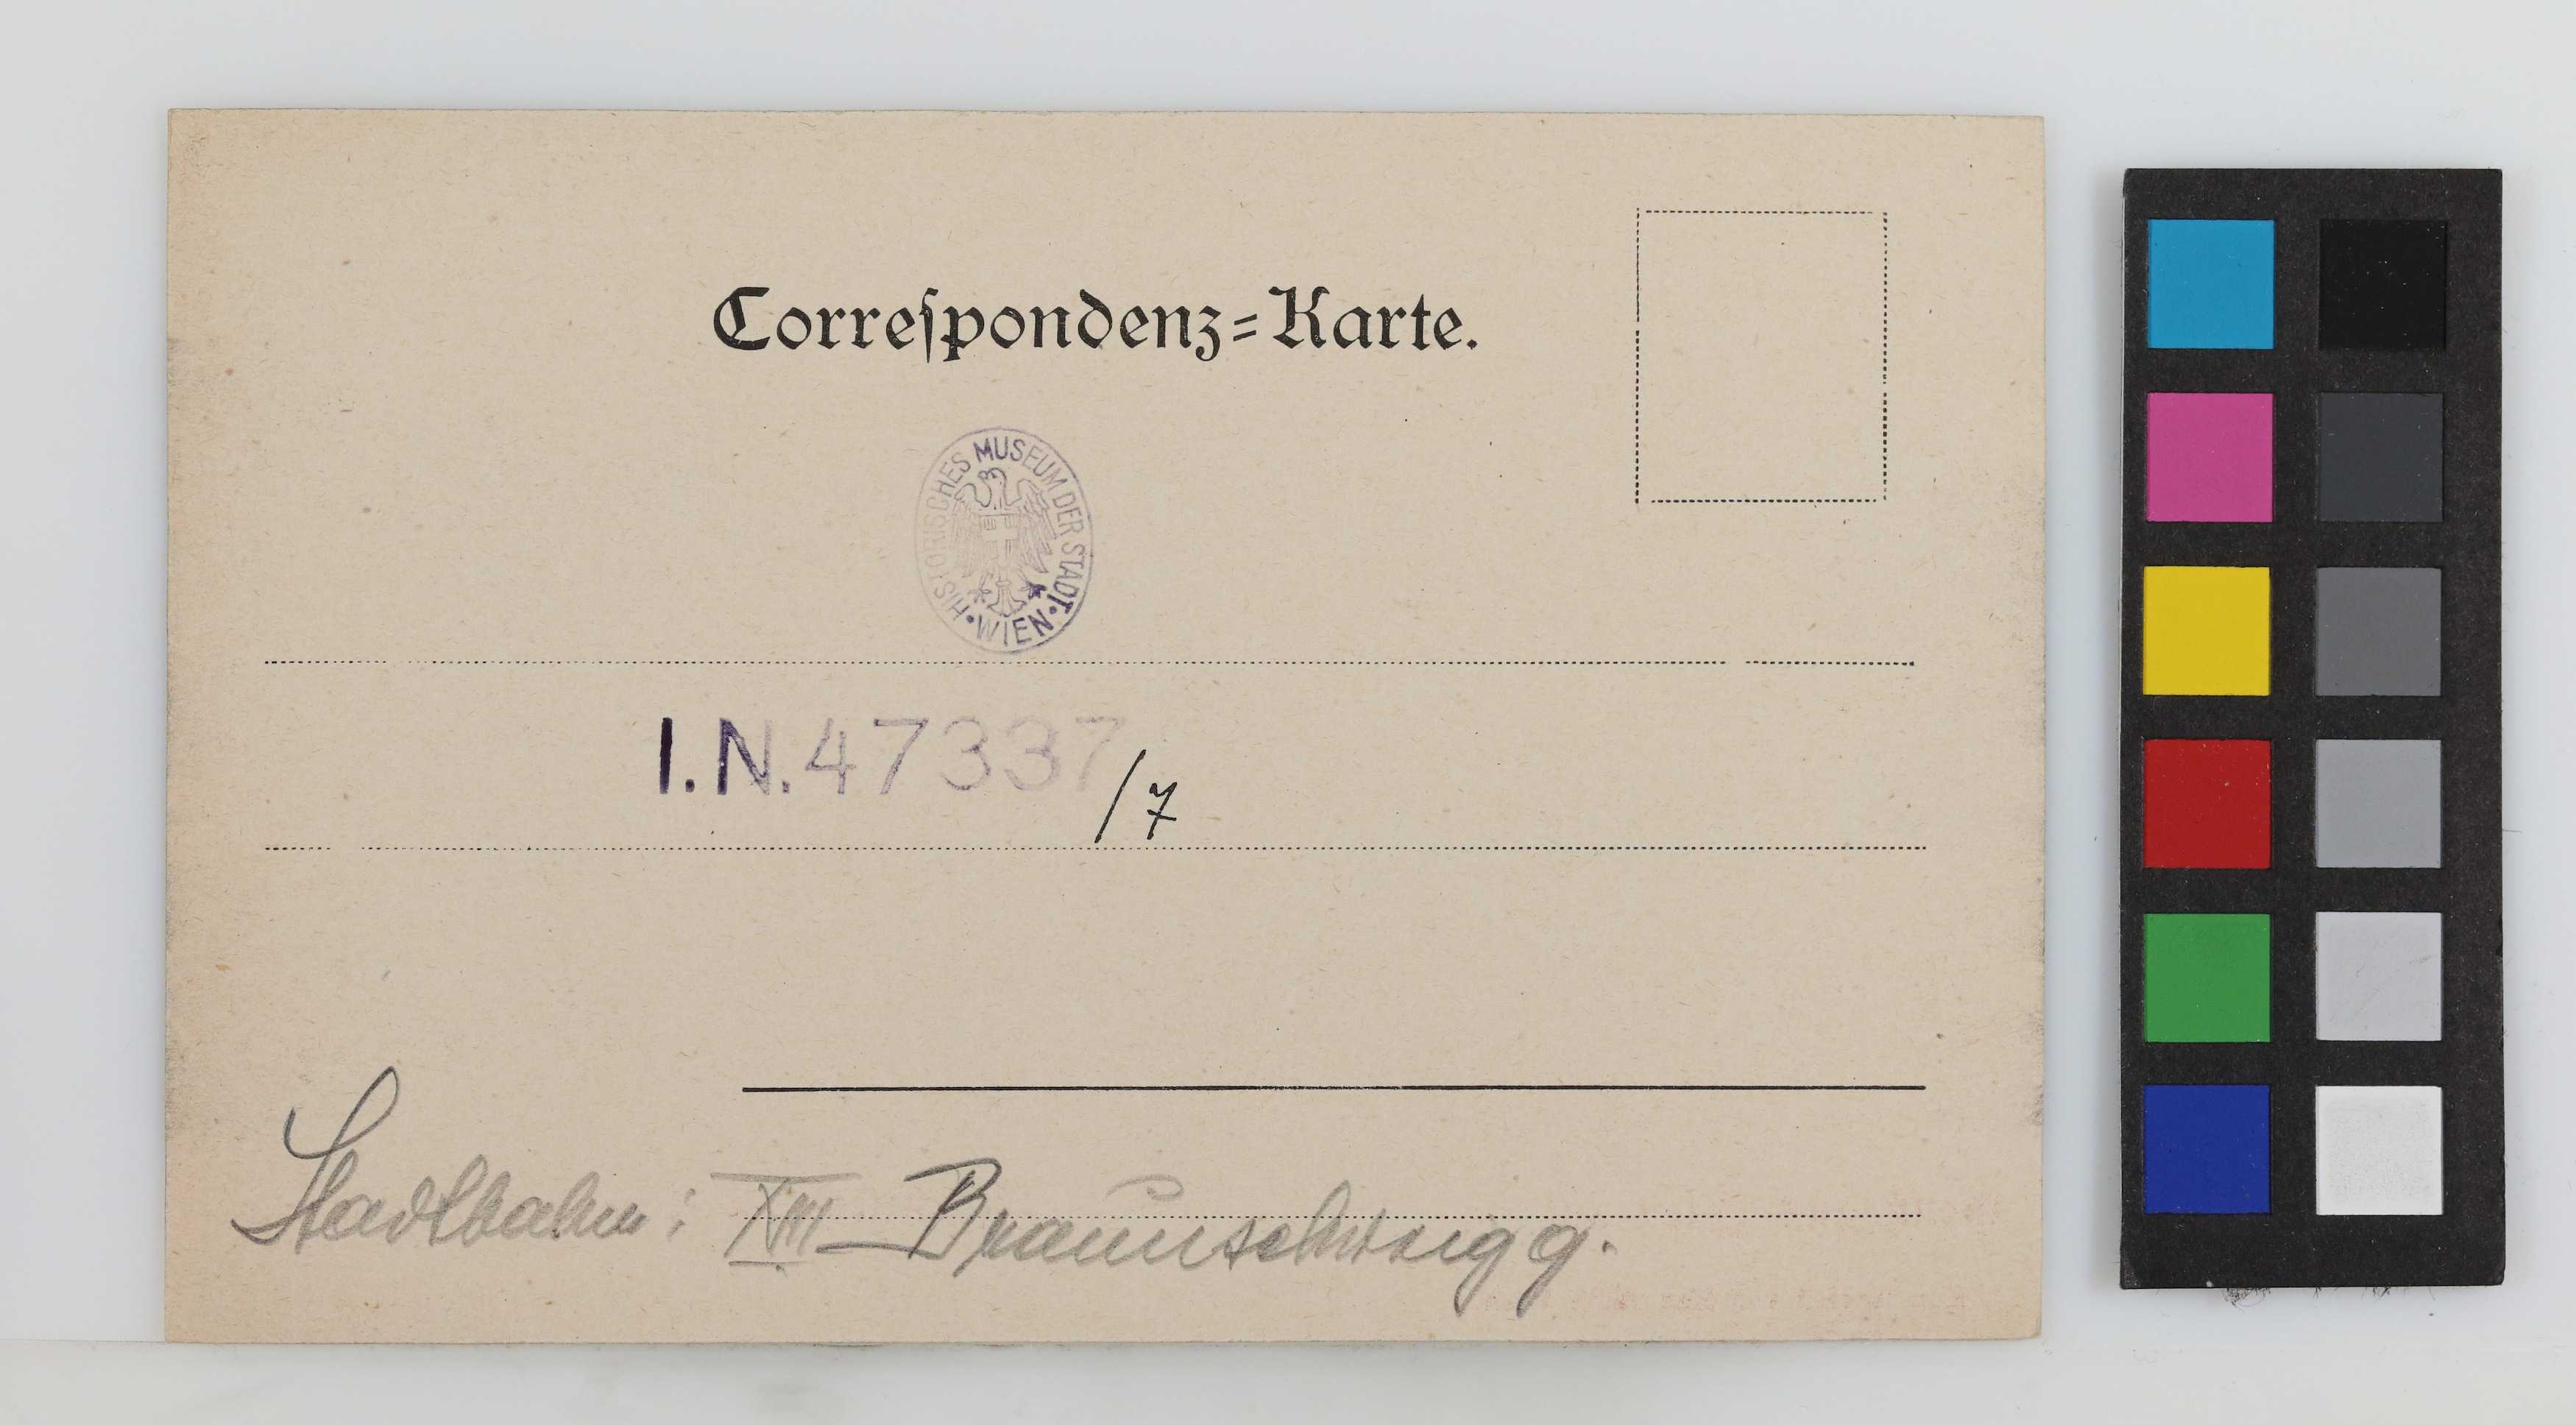 Correſpondenz=Karte.
HISTORISCHES MUSEUM DER STADT • WIEN •
I.N.47337/7
Stadtbahn: XIII Braunschweigg.